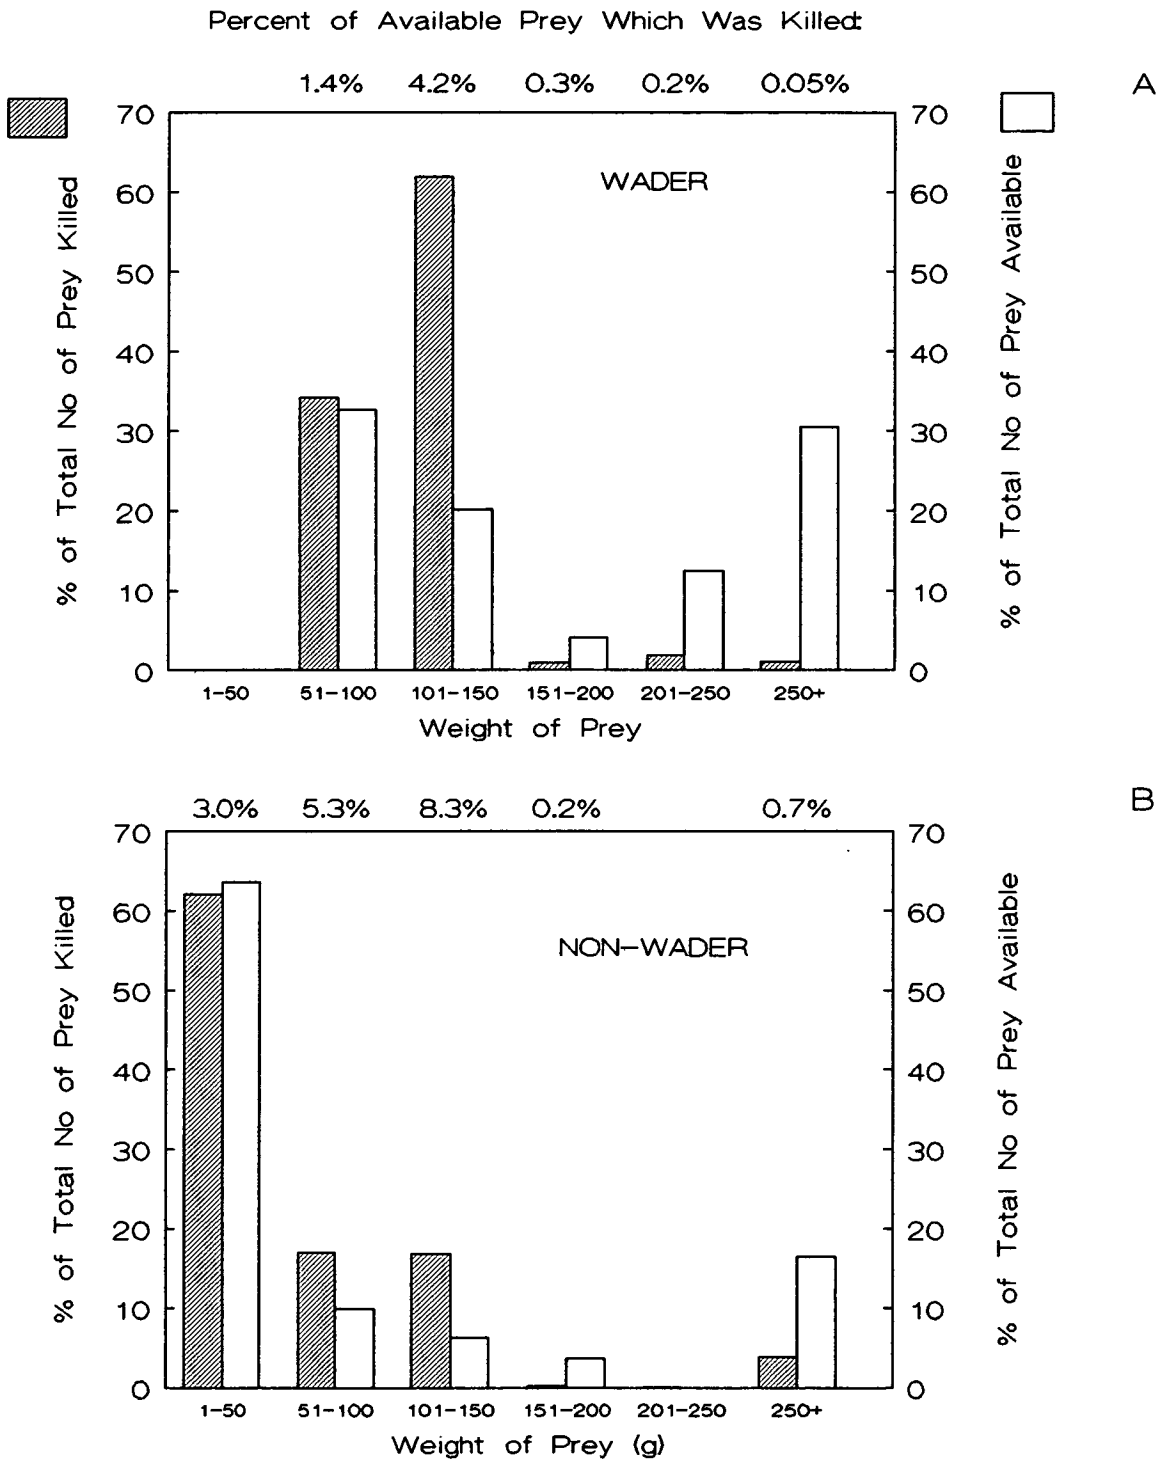 Percent of Available Prey Which Was Killed:
1.4% 4.2% 0.3% 0.2% 0.05%
A
% of Total No of Prey Killed
70
60
50
40
30
20
10
0
WADER
70
60
50
40
30
20
10
0
% of Total No of Prey Available
1-50 51-100 101-150 151-200 201-250 250+
Weight of Prey
3.0% 5.3% 8.3% 0.2% 0.7%
B
% of Total No of Prey Killed
70
60
50
40
30
20
10
0
NON-WADER
70
60
50
40
30
20
10
0
% of Total No of Prey Available
1-50 51-100 101-150 151-200 201-250 250+
Weight of Prey (g)